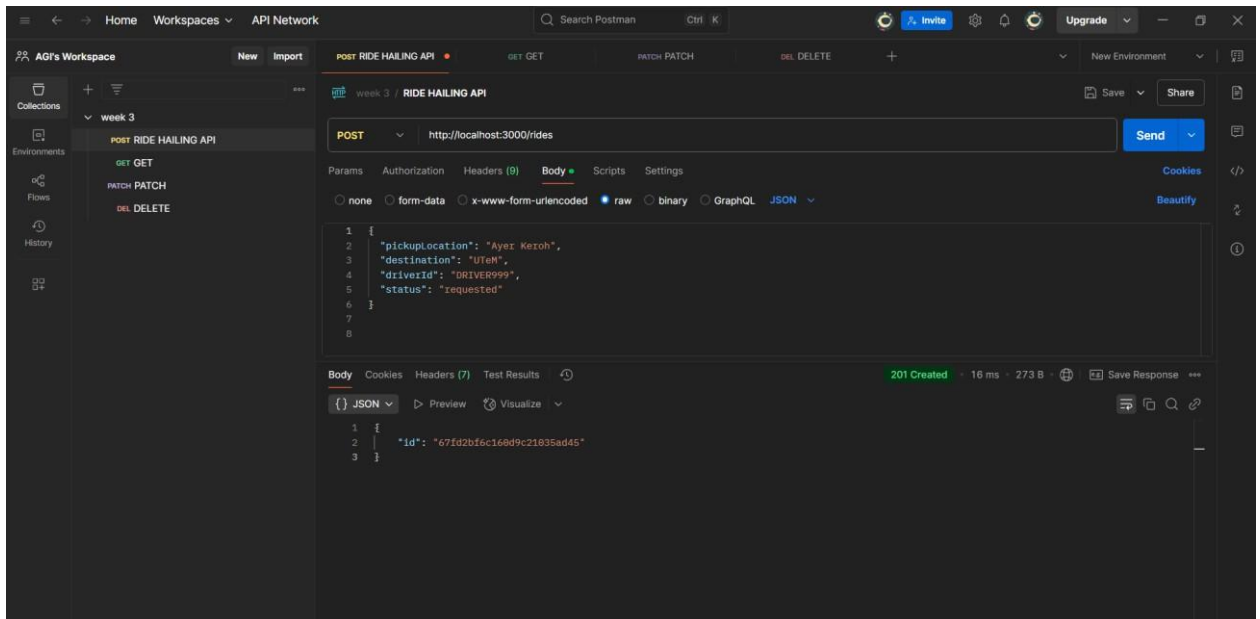 Home Workspaces API Network Search Postman Ctrl K Invite Upgrade
AGI's Workspace New Import POST RIDE HAILING API GET GET PATCH PATCH DEL DELETE New Environment
Collections
Environments
Flows
History
week 3
POST RIDE HAILING API
GET GET
PATCH PATCH
DEL DELETE
HTTP week 3 / RIDE HAILING API Save Share
POST http://localhost:3000/rides Send
Params Authorization Headers (9) Body Scripts Settings Cookies
none form-data x-www-form-urlencoded raw binary GraphQL JSON Beautify
1 {
2 "pickupLocation": "Ayer Keroh",
3 "destination": "UTeM",
4 "driverId": "DRIVER999",
5 "status": "requested"
6 }
7
8
Body Cookies Headers (7) Test Results 201 Created 16 ms 273 B Save Response
{} JSON Preview Visualize
1 {
2 "id": "67fd2bf6c160d9c21035ad45"
3 }